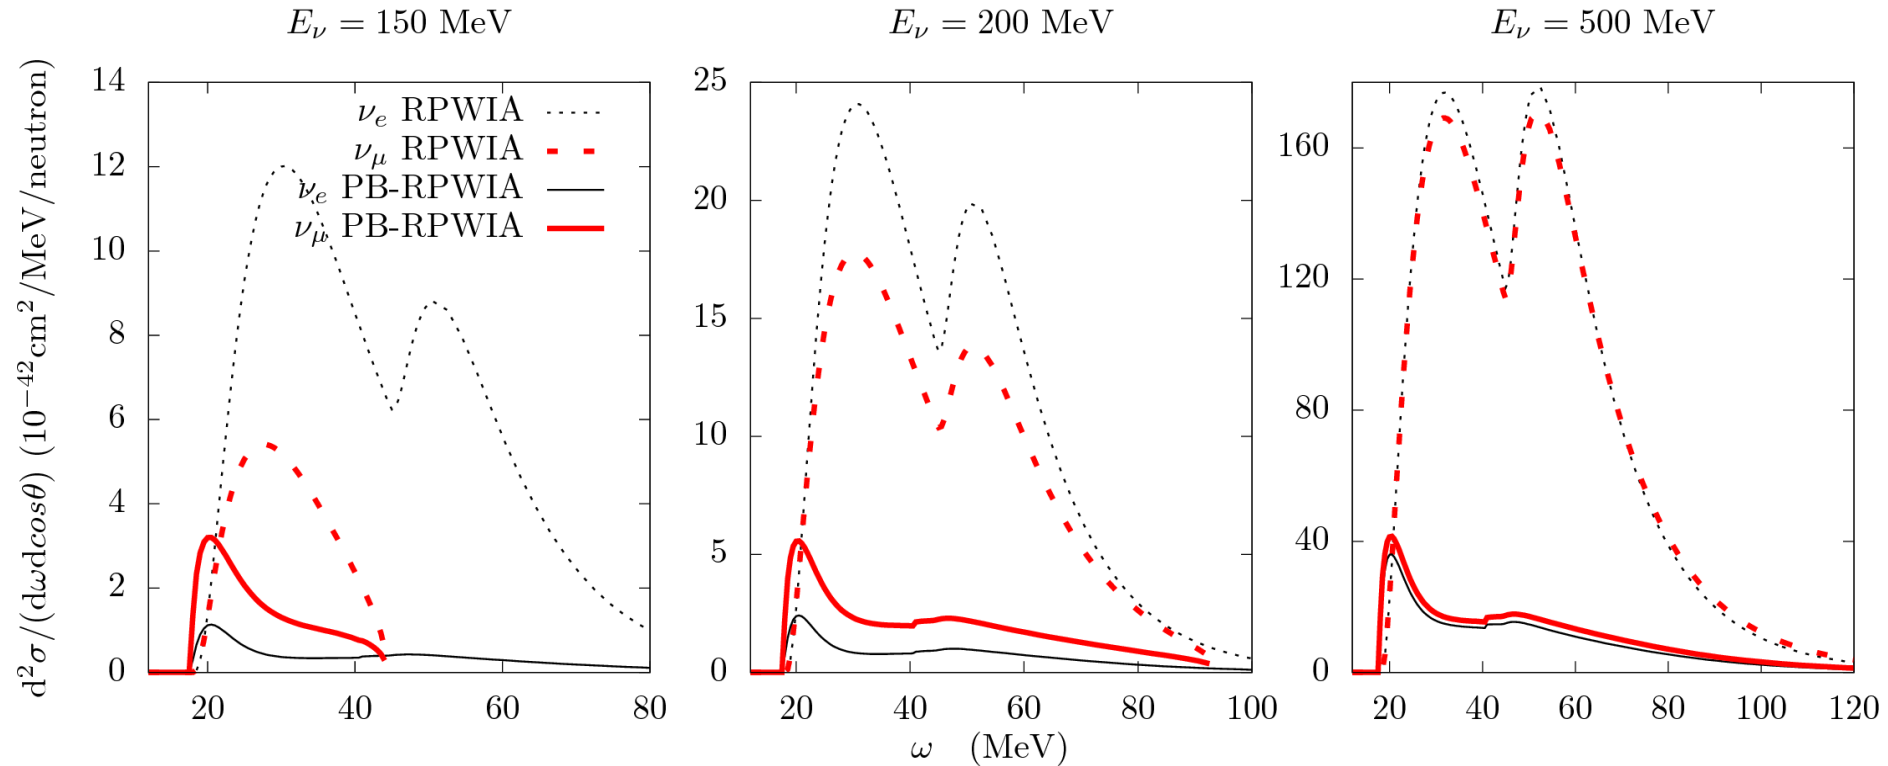 E_ν = 150 MeV
E_ν = 200 MeV
E_ν = 500 MeV
d²σ/(dωdcosθ) (10⁻⁴²cm²/MeV/neutron)
14
12
10
8
6
4
2
0
ν_e RPWIA
ν_μ RPWIA
ν_e PB-RPWIA
ν_μ PB-RPWIA
20 40 60 80
25
20
15
10
5
0
20 40 60 80 100
160
120
80
40
0
20 40 60 80 100 120
ω (MeV)